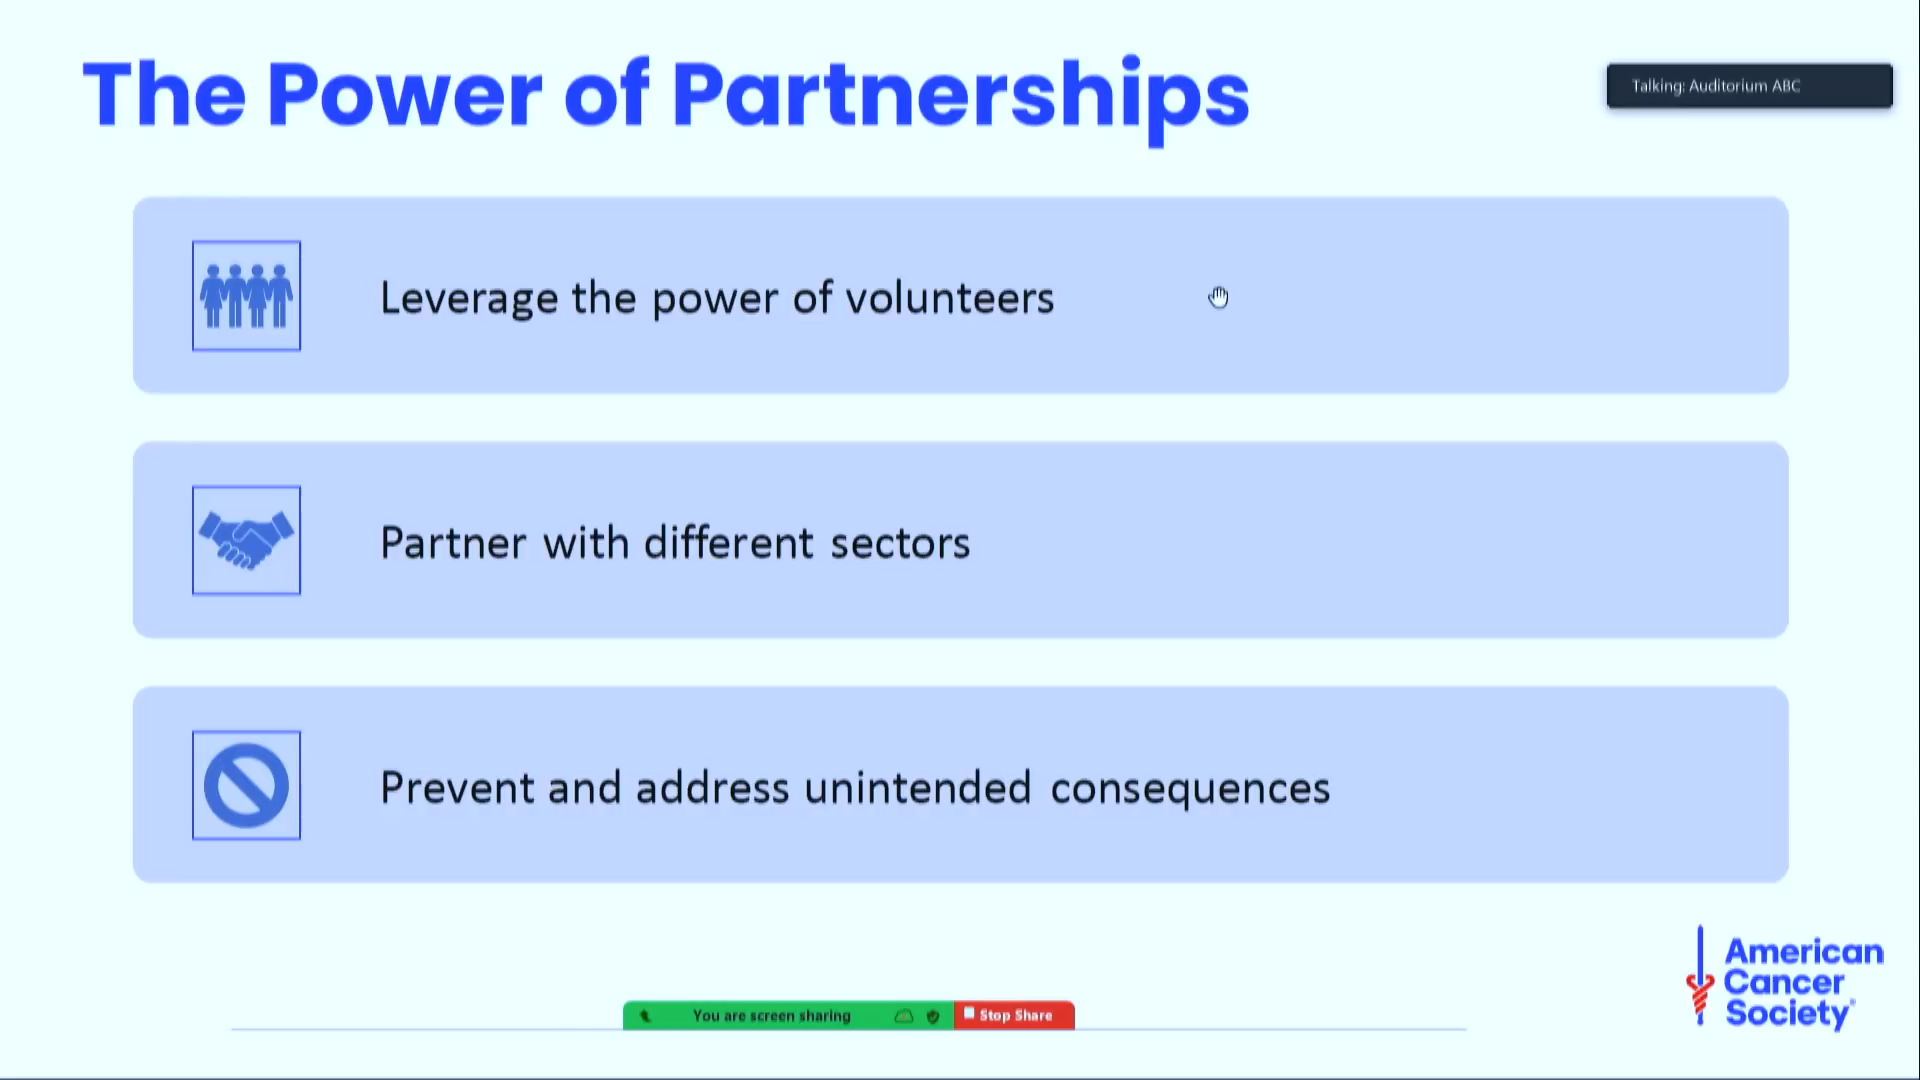 The Power of Partnerships
Talking: Auditorium ABC
Leverage the power of volunteers
Partner with different sectors
Prevent and address unintended consequences
American
Cancer
Society®
You are screen sharing
Stop Share